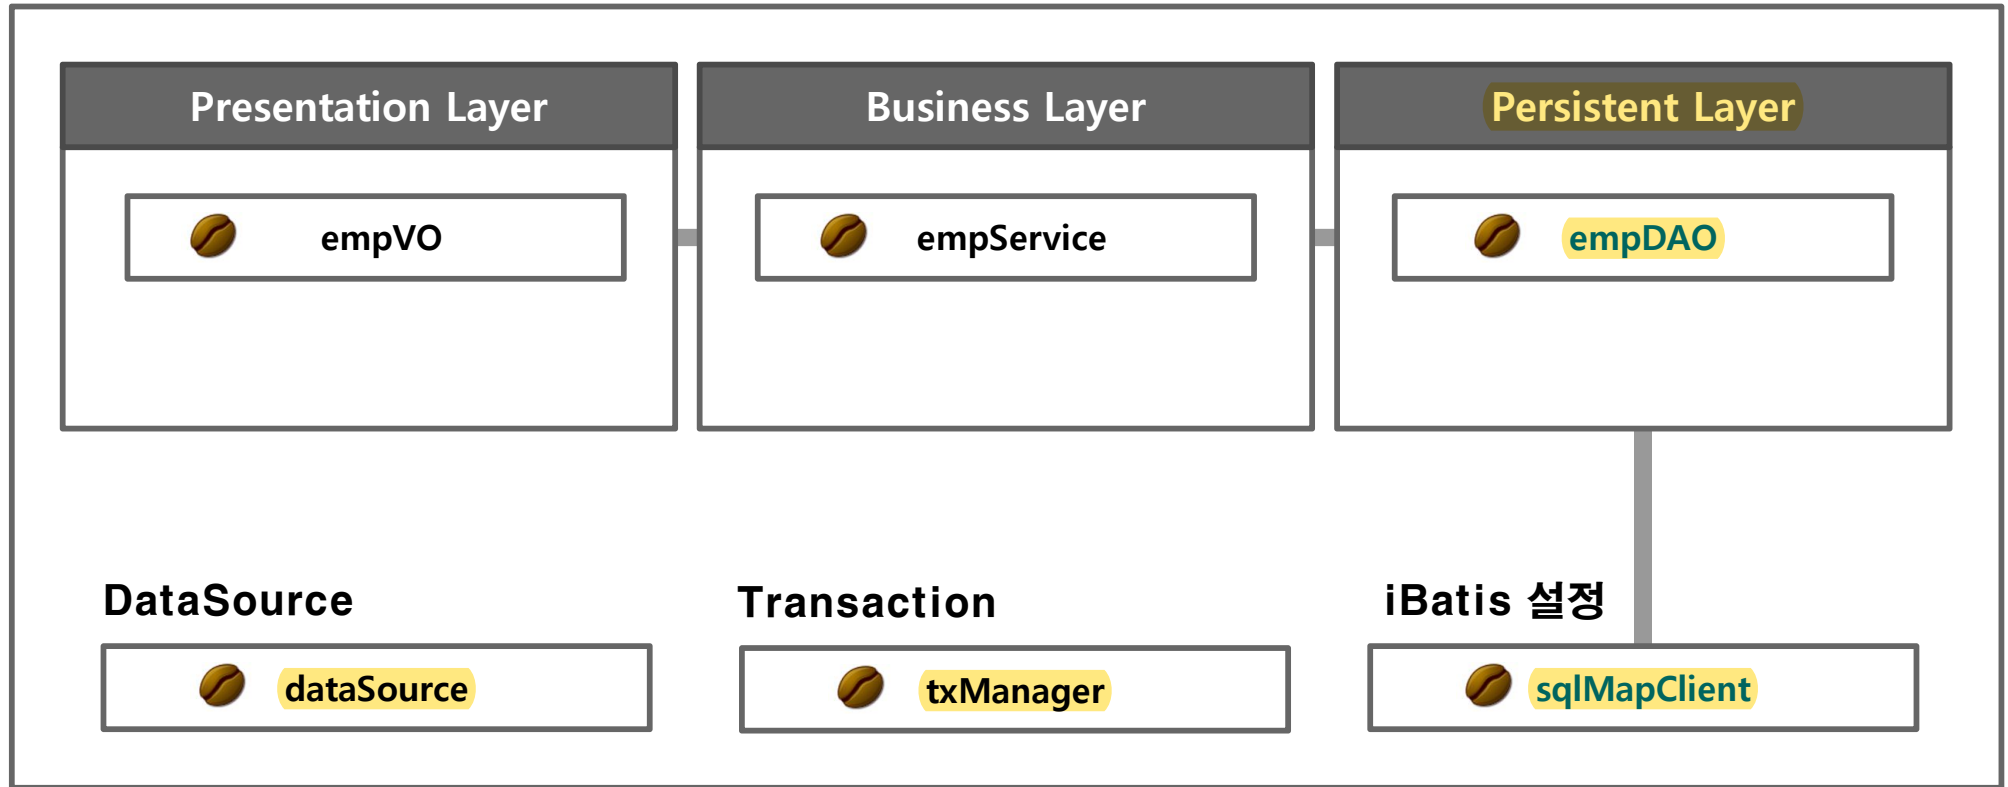 Presentation Layer
Business Layer
Persistent Layer
empVO
empService
empDAO
DataSource
Transaction
iBatis 설정
dataSource
txManager
sqlMapClient